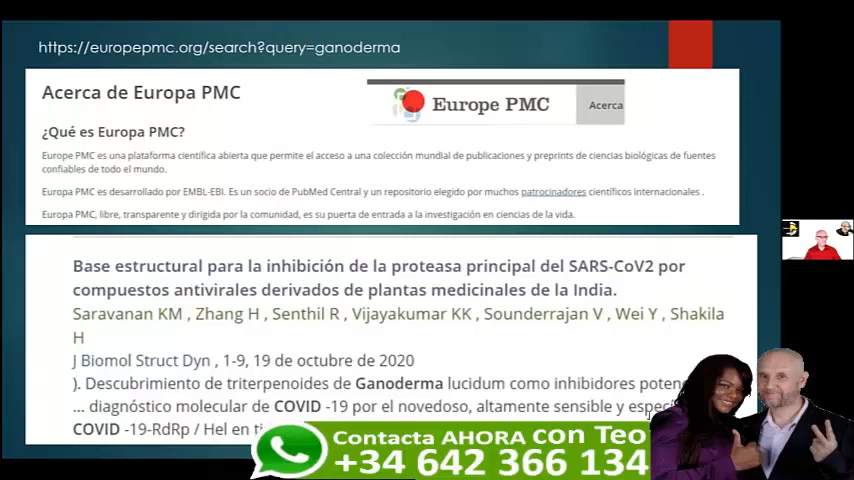 https://europepmc.org/search?query=ganoderma
Acerca de Europa PMC
Europe PMC
Acerca
¿Qué es Europa PMC?
Europe PMC es una plataforma científica abierta que permite el acceso a una colección mundial de publicaciones y preprints de ciencias biológicas de fuentes
confiables de todo el mundo.
Europa PMC es desarrollado por EMBL-EBI. Es un socio de PubMed Central y un repositorio elegido por muchos patrocinadores científicos internacionales .
Europa PMC, libre, transparente y dirigida por la comunidad, es su puerta de entrada a la investigación en ciencias de la vida.
Base estructural para la inhibición de la proteasa principal del SARS-CoV2 por
compuestos antivirales derivados de plantas medicinales de la India.
Saravanan KM , Zhang H , Senthil R , Vijayakumar KK , Sounderrajan V , Wei Y , Shakila
H
J Biomol Struct Dyn , 1-9, 19 de octubre de 2020
). Descubrimiento de triterpenoides de Ganoderma lucidum como inhibidores
... diagnóstico molecular de COVID -19 por el novedoso, altamente sensible y
COVID -19-RdRp / Hel en
Contacta AHORA con Teo
+34 642 366 134